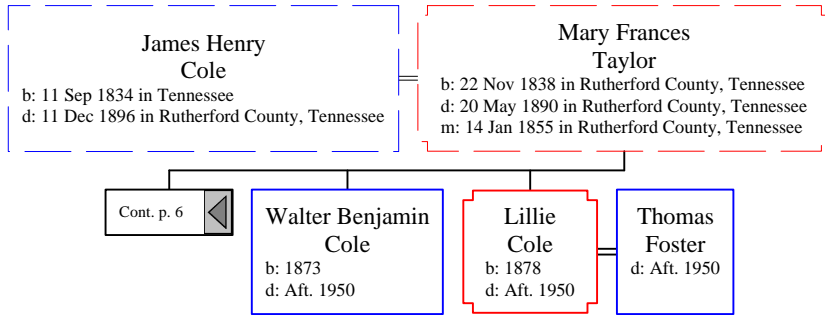 James Henry
Cole
b: 11 Sep 1834 in Tennessee
d: 11 Dec 1896 in Rutherford County, Tennessee
Mary Frances
Taylor
b: 22 Nov 1838 in Rutherford County, Tennessee
d: 20 May 1890 in Rutherford County, Tennessee
m: 14 Jan 1855 in Rutherford County, Tennessee
Cont. p. 6
Walter Benjamin
Cole
b: 1873
d: Aft. 1950
Lillie
Cole
b: 1878
d: Aft. 1950
Thomas
Foster
d: Aft. 1950